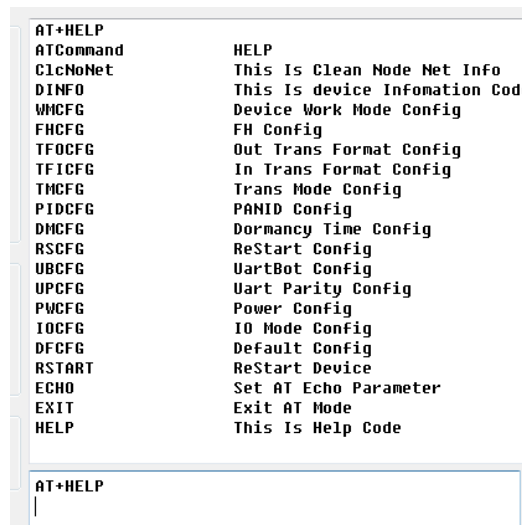 AT+HELP
ATCommand HELP
ClcNoNet This Is Clean Node Net Info
DINFO This Is device Infomation Cod
WMCFG Device Work Mode Config
FHCFG FH Config
TFOCFG Out Trans Format Config
TFICFG In Trans Format Config
TMCFG Trans Mode Config
PIDCFG PANID Config
DMCFG Dormancy Time Config
RSCFG ReStart Config
UBCFG UartBot Config
UPCFG Uart Parity Config
PWCFG Power Config
IOCFG IO Mode Config
DFCFG Default Config
RSTART ReStart Device
ECHO Set AT Echo Parameter
EXIT Exit AT Mode
HELP This Is Help Code
AT+HELP